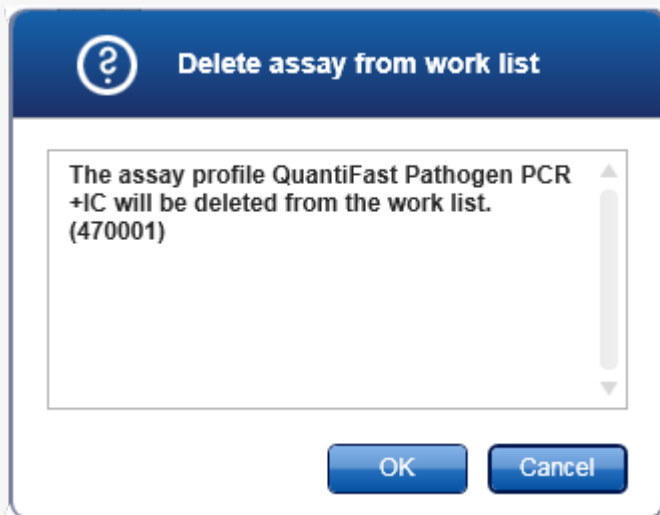 Delete assay from work list
The assay profile QuantiFast Pathogen PCR
+IC will be deleted from the work list.
(470001)
OK
Cancel